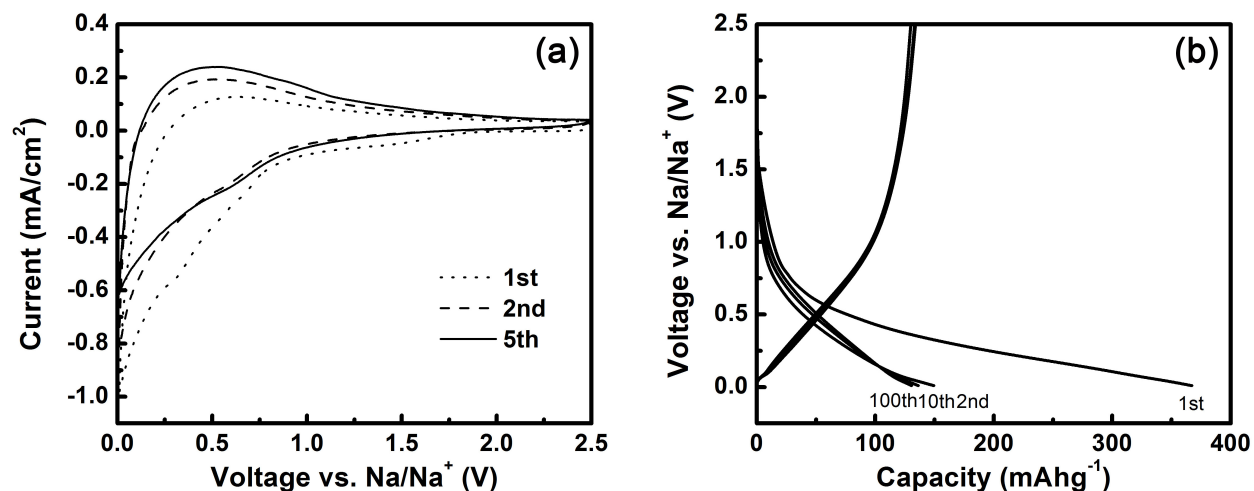 (a)
0.4
0.2
0.0
-0.2
-0.4
-0.6
-0.8
-1.0
Current (mA/cm²)
1st
2nd
5th
0.0 0.5 1.0 1.5 2.0 2.5
Voltage vs. Na/Na⁺ (V)
(b)
2.5
2.0
1.5
1.0
0.5
0.0
Voltage vs. Na/Na⁺ (V)
100th 10th 2nd 1st
0 100 200 300 400
Capacity (mAhg⁻¹)